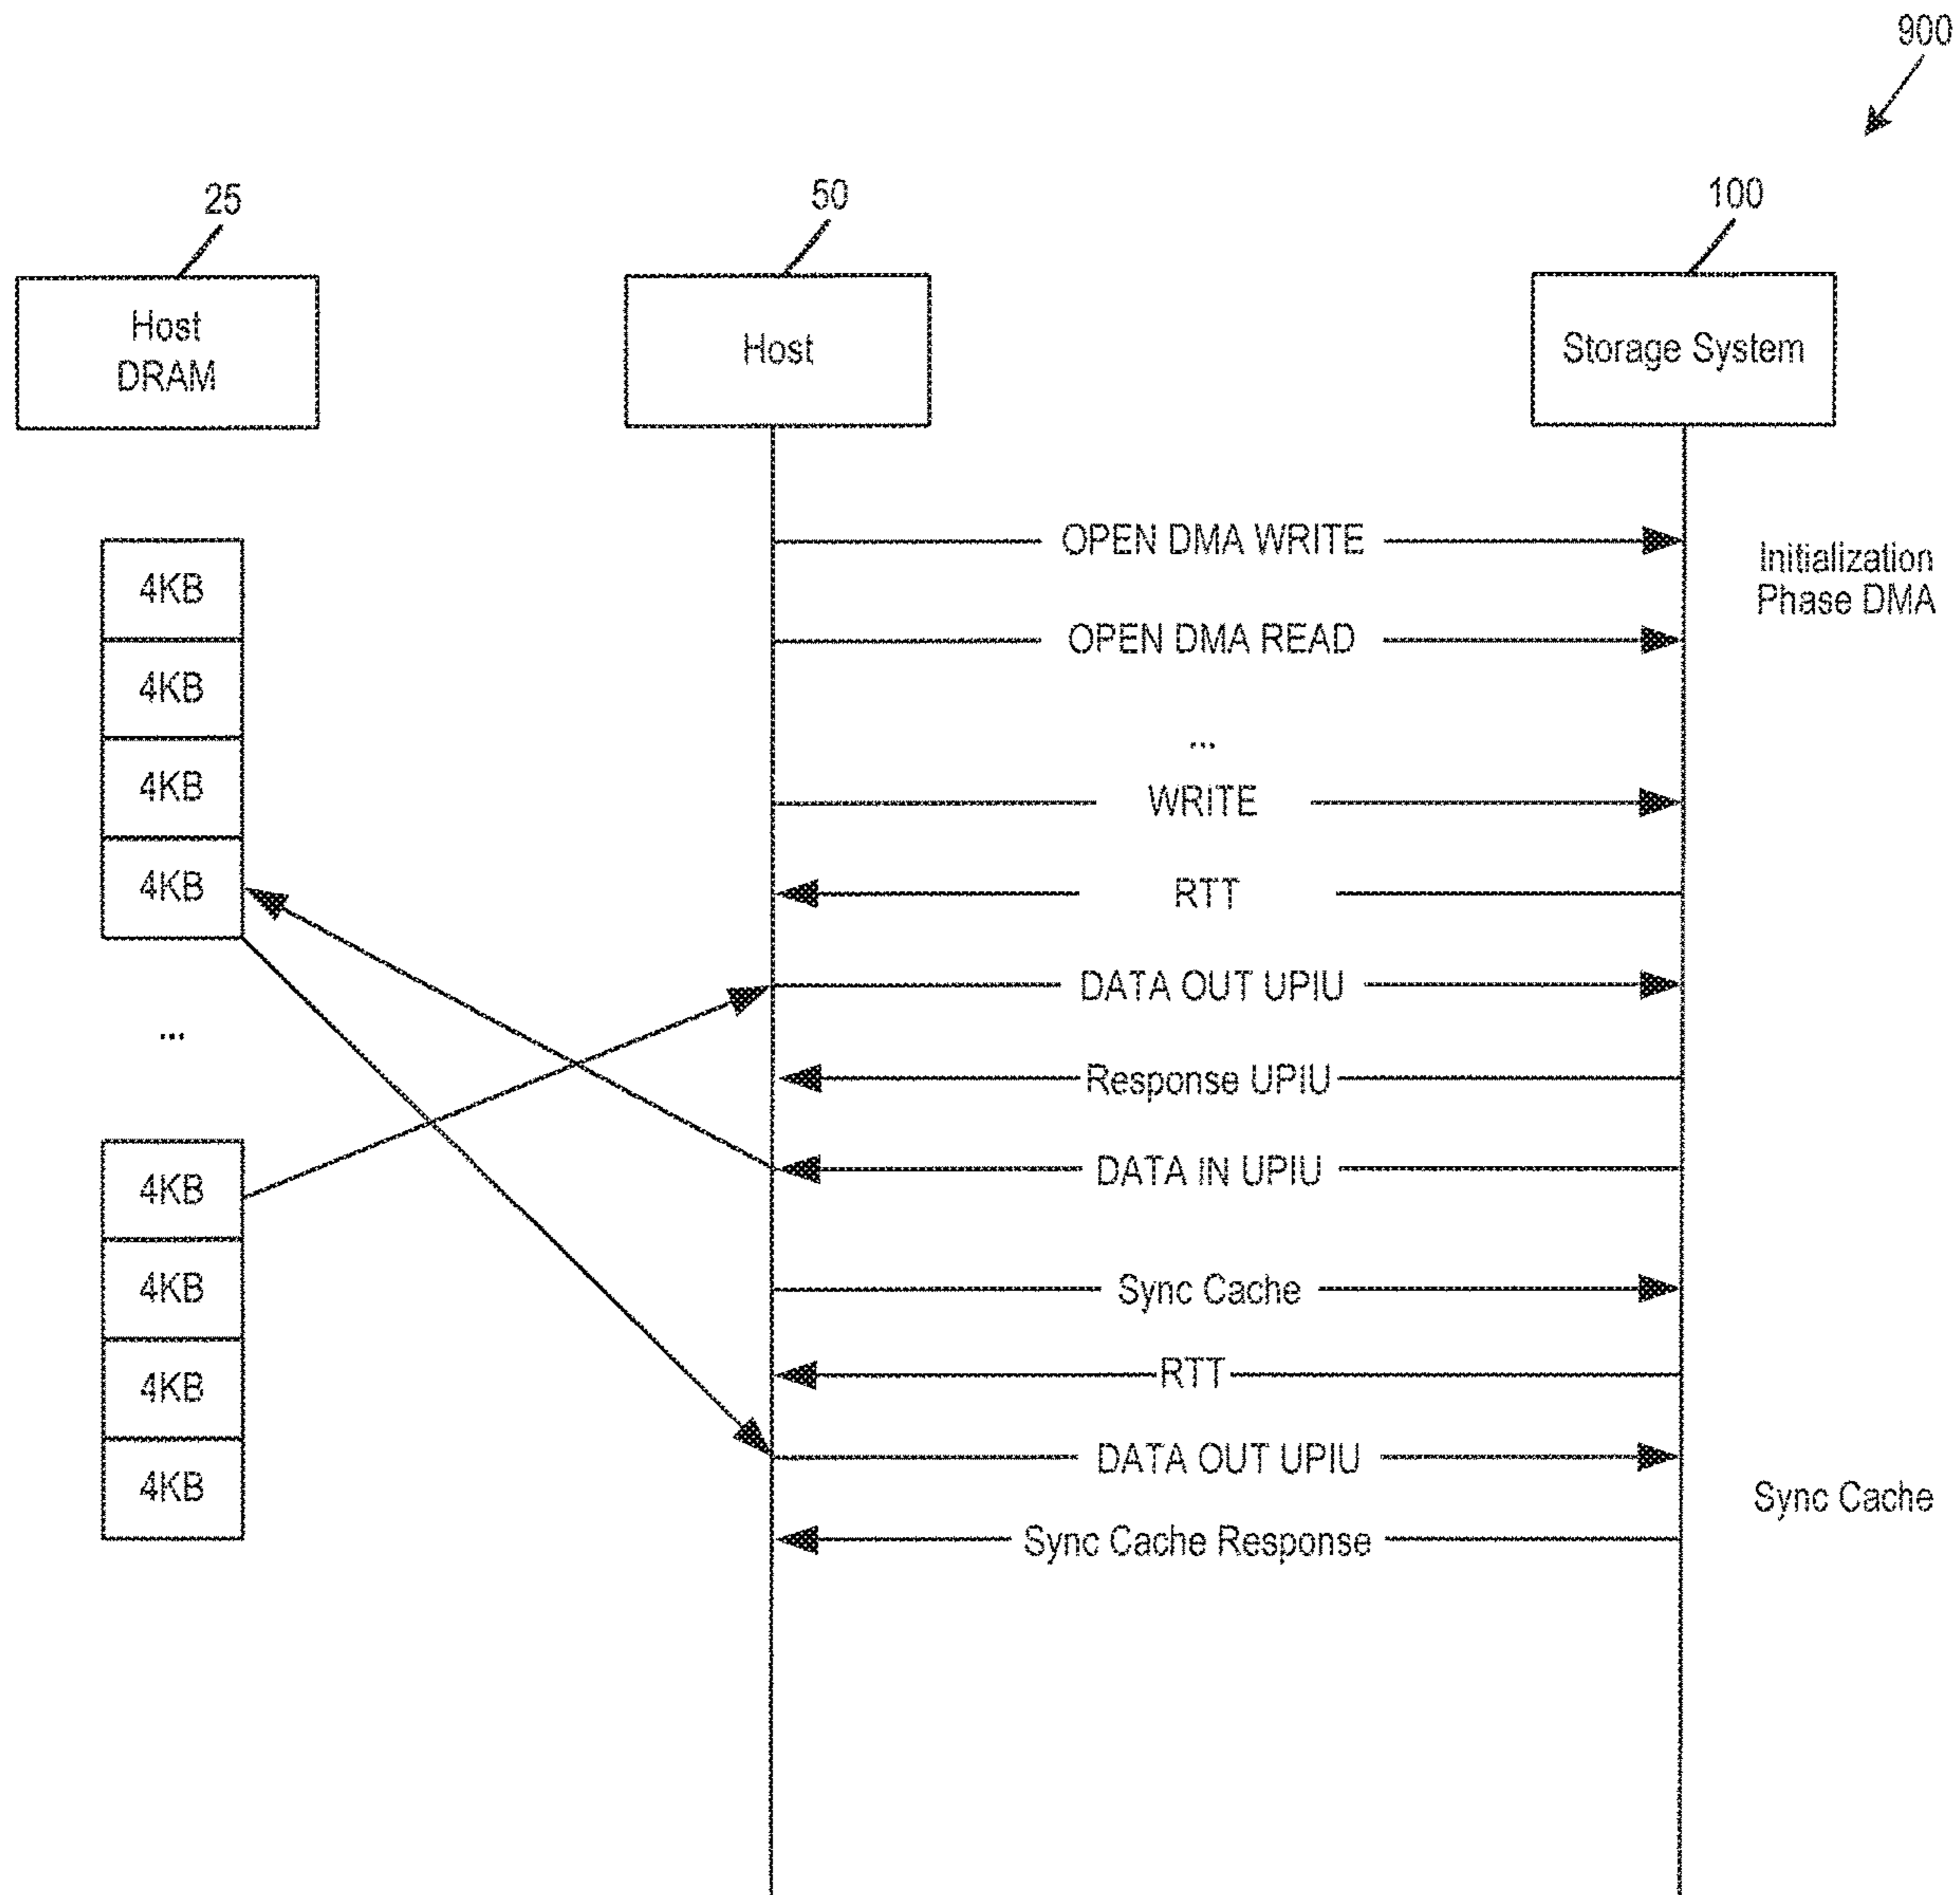 900
25
50
100
Host
DRAM
Host
Storage System
OPEN DMA WRITE
Initialization
Phase DMA
4KB
OPEN DMA READ
4KB
...
4KB
WRITE
4KB
RTT
DATA OUT UPIU
...
Response UPIU
DATA IN UPIU
4KB
Sync Cache
4KB
RTT
4KB
DATA OUT UPIU
4KB
Sync Cache
Sync Cache Response